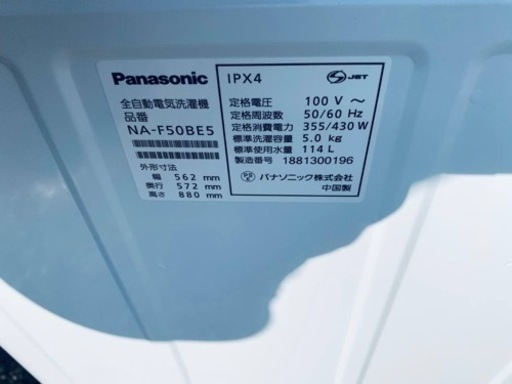 Panasonic
IPX4
JET
全自動電気洗濯機
品番
NA-F50BE5
外形寸法
幅 562 mm
奥行 572 mm
高さ 880 mm
定格電圧 100 V ～
定格周波数 50/60 Hz
定格消費電力 355/430 W
標準洗濯容量 5.0 kg
標準使用水量 114 L
製造番号 1881300196
PSE パナソニック株式会社
中国製